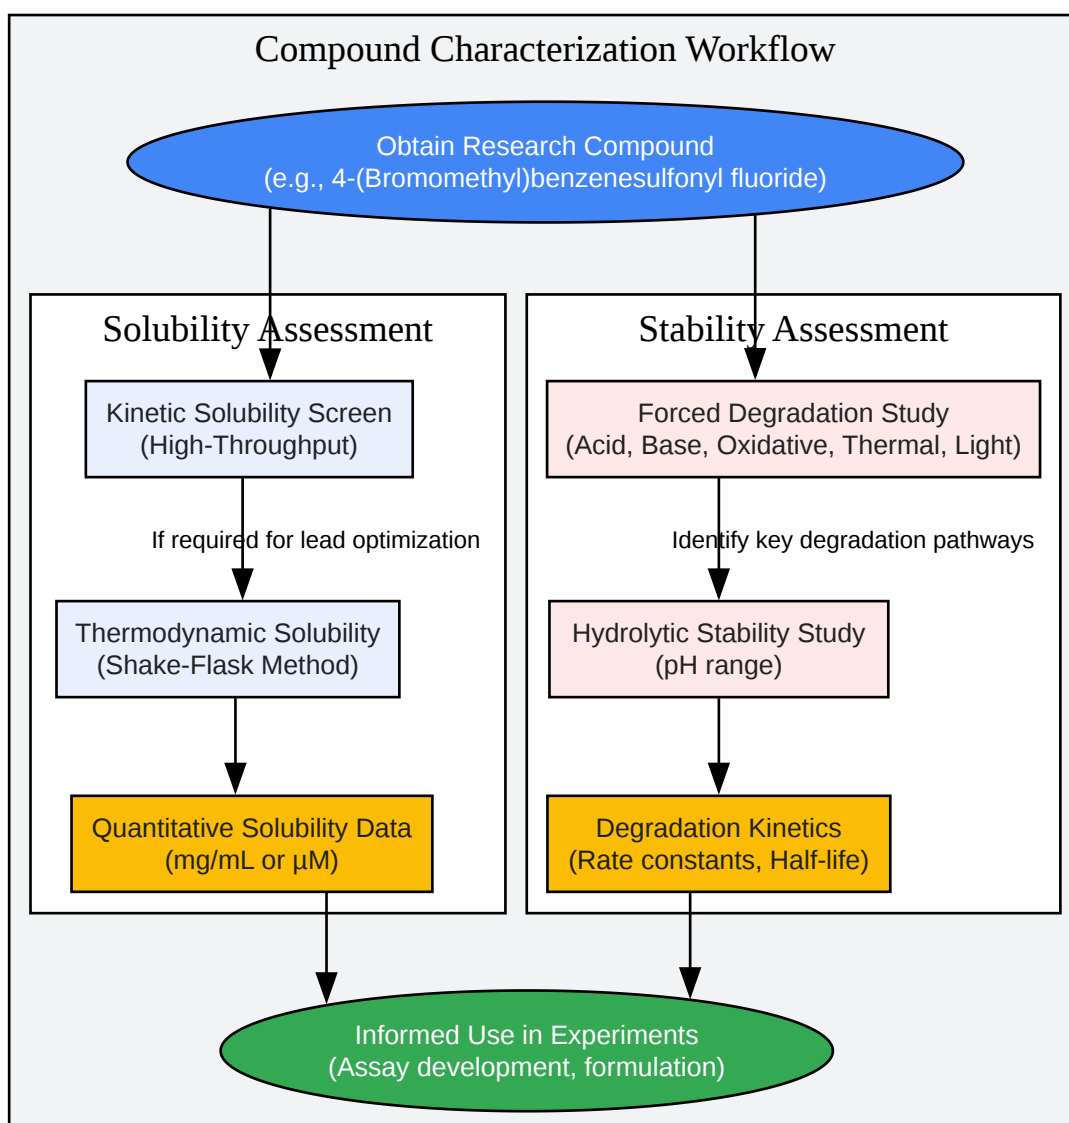 Compound Characterization Workflow
Obtain Research Compound
(e.g., 4-(Bromomethyl)benzenesulfonyl fluoride)
Solubility Assessment
Kinetic Solubility Screen
(High-Throughput)
If required for lead optimization
Thermodynamic Solubility
(Shake-Flask Method)
Quantitative Solubility Data
(mg/mL or µM)
Stability Assessment
Forced Degradation Study
(Acid, Base, Oxidative, Thermal, Light)
Identify key degradation pathways
Hydrolytic Stability Study
(pH range)
Degradation Kinetics
(Rate constants, Half-life)
Informed Use in Experiments
(Assay development, formulation)